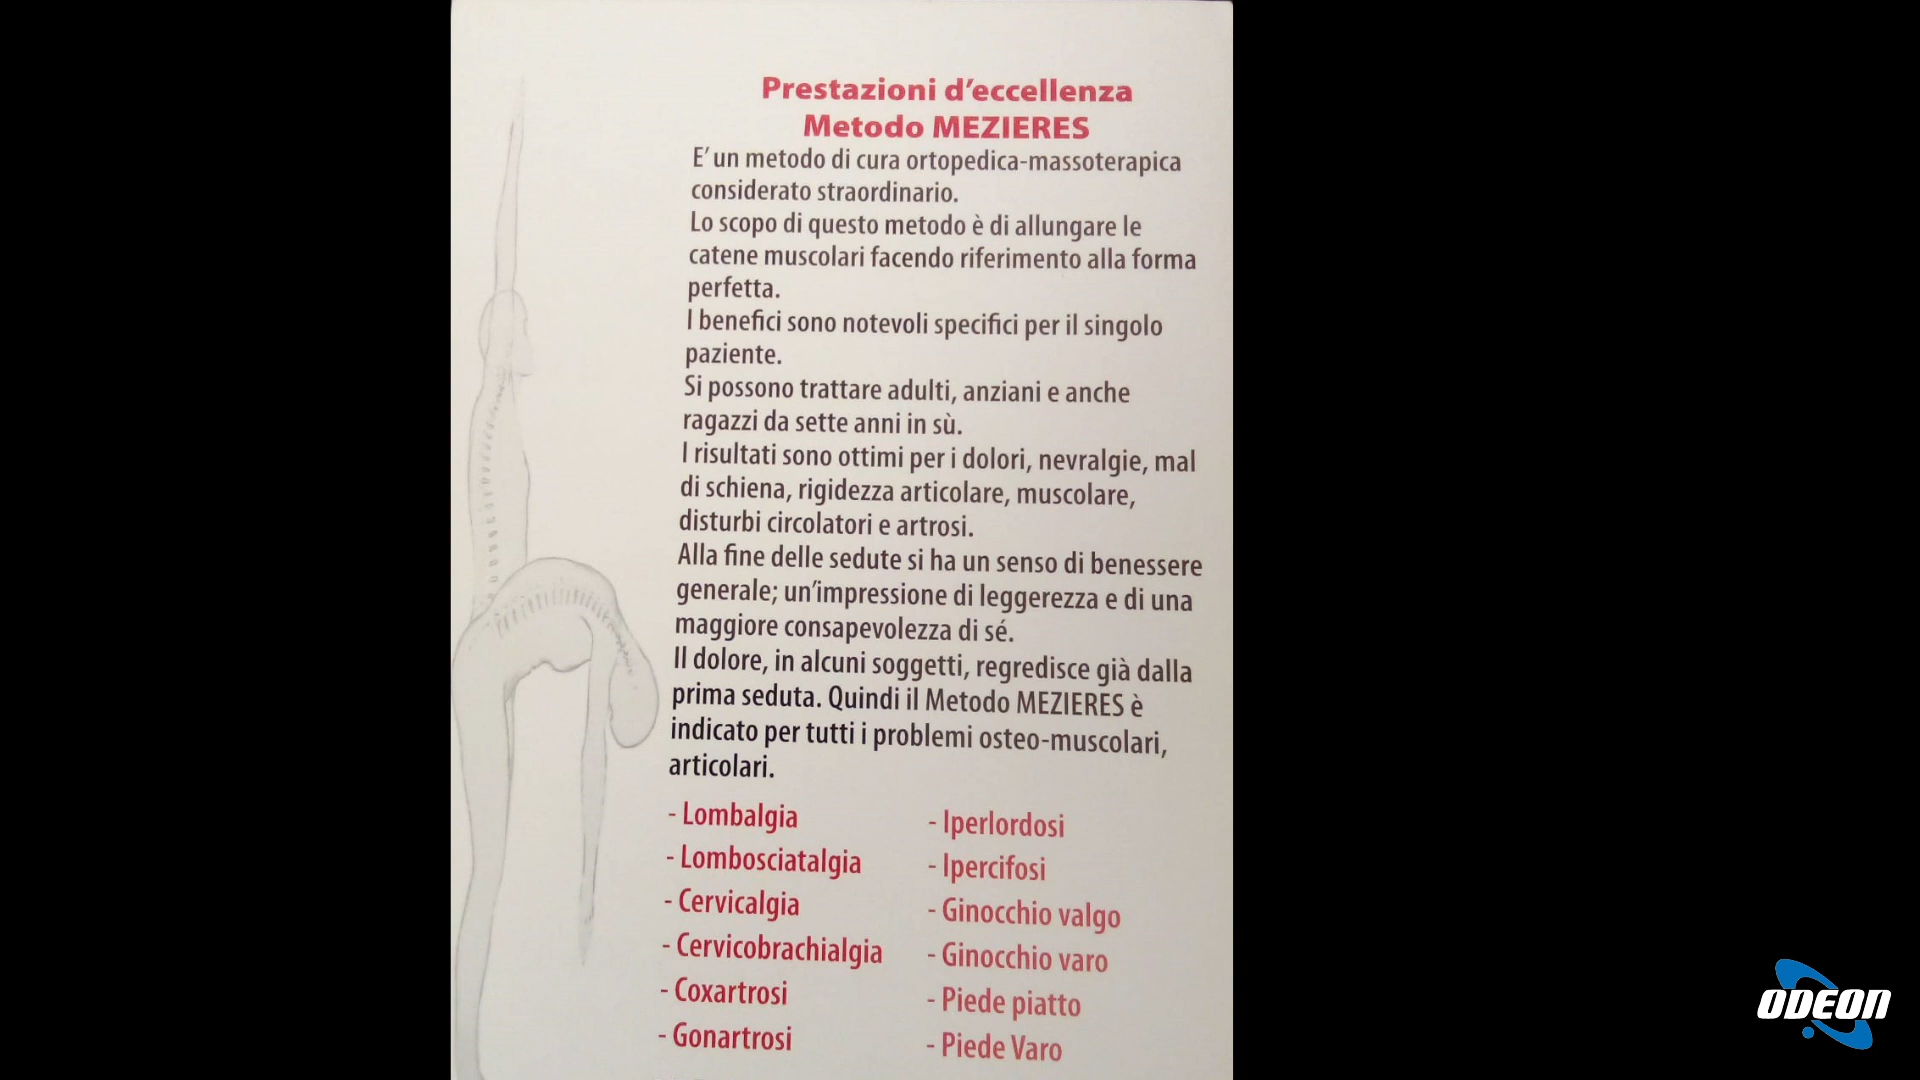 Prestazioni d'eccellenza
Metodo MEZIERES
E' un metodo di cura ortopedica-massoterapica
considerato straordinario.
Lo scopo di questo metodo è di allungare le
catene muscolari facendo riferimento alla forma
perfetta.
I benefici sono notevoli specifici per il singolo
paziente.
Si possono trattare adulti, anziani e anche
ragazzi da sette anni in sù.
I risultati sono ottimi per i dolori, nevralgie, mal
di schiena, rigidezza articolare, muscolare,
disturbi circolatori e artrosi.
Alla fine delle sedute si ha un senso di benessere
generale; un'impressione di leggerezza e di una
maggiore consapevolezza di sé.
Il dolore, in alcuni soggetti, regredisce già dalla
prima seduta. Quindi il Metodo MEZIERES è
indicato per tutti i problemi osteo-muscolari,
articolari.
- Lombalgia
- Lombosciatalgia
- Cervicalgia
- Cervicobrachialgia
- Coxartrosi
- Gonartrosi
- Iperlordosi
- Ipercifosi
- Ginocchio valgo
- Ginocchio varo
- Piede piatto
- Piede Varo
ODEON